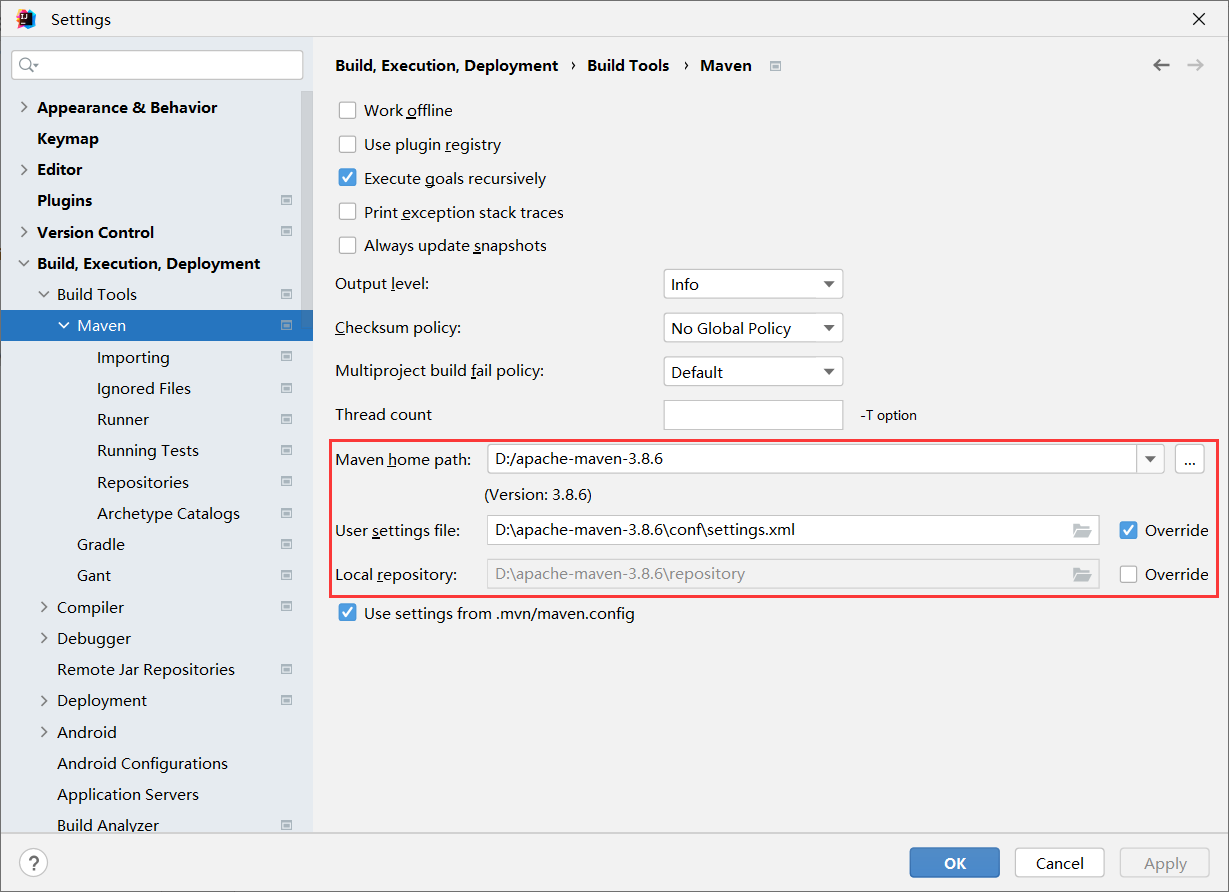 Settings
Build, Execution, Deployment › Build Tools › Maven
Appearance & Behavior
Keymap
Editor
Plugins
Version Control
Build, Execution, Deployment
Build Tools
Maven
Importing
Ignored Files
Runner
Running Tests
Repositories
Archetype Catalogs
Gradle
Gant
Compiler
Debugger
Remote Jar Repositories
Deployment
Android
Android Configurations
Application Servers
Build Analyzer
Work offline
Use plugin registry
Execute goals recursively
Print exception stack traces
Always update snapshots
Output level: Info
Checksum policy: No Global Policy
Multiproject build fail policy: Default
Thread count -T option
Maven home path: D:/apache-maven-3.8.6 ...
(Version: 3.8.6)
User settings file: D:\apache-maven-3.8.6\conf\settings.xml Override
Local repository: D:\apache-maven-3.8.6\repository Override
Use settings from .mvn/maven.config
? OK Cancel Apply